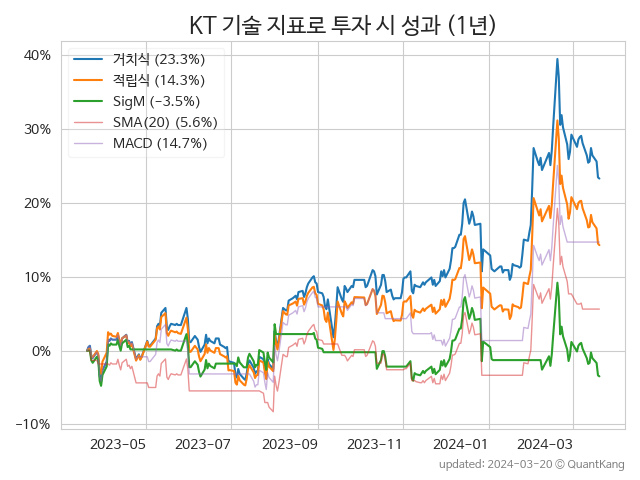 KT 기술 지표로 투자 시 성과 (1년)
거치식 (23.3%)
적립식 (14.3%)
SigM (−3.5%)
SMA(20) (5.6%)
MACD (14.7%)
40%
30%
20%
10%
0%
−10%
2023-05 2023-07 2023-09 2023-11 2024-01 2024-03
updated: 2024-03-20 © QuantKang